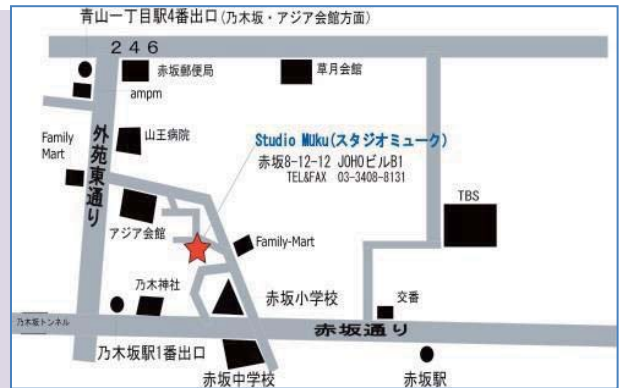 青山一丁目駅4番出口(乃木坂・アジア会館方面)
246
赤坂郵便局
草月会館
ampm
Family
Mart
外苑東通り
山王病院
Studio MUku(スタジオミューク)
赤坂8-12-12 JOHOビルB1
TEL&FAX 03-3408-8131
TBS
アジア会館
Family-Mart
乃木神社
赤坂小学校
交番
乃木坂トンネル
赤坂通り
乃木坂駅1番出口
赤坂中学校
赤坂駅